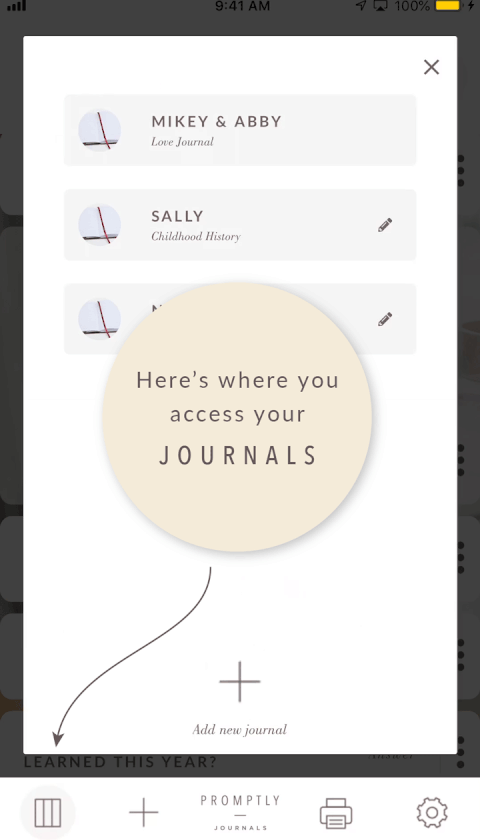 9:41 AM 100%
MIKEY & ABBY
Love Journal
SALLY
Childhood History
Here's where you
access your
JOURNALS
Add new journal
LEARNED THIS YEAR? Answer
PROMPTLY
JOURNALS